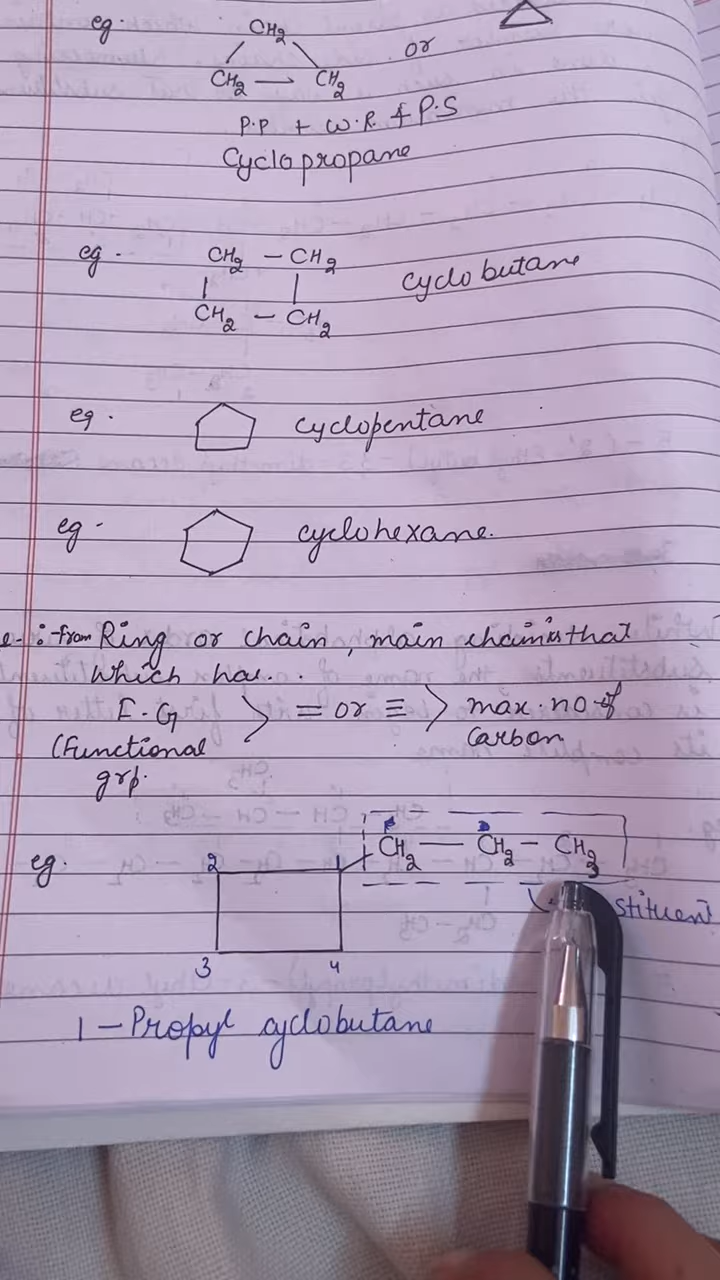 eg.
CH2
or
CH2 — CH2
P.P + W.R. + P.S
Cyclopropane
eg.
CH2 — CH2
Cyclobutane
CH2 — CH2
eg.
cyclopentane
eg.
cyclohexane.
from Ring or chain, main chain is that
which has..
F.G > = or ≡ > max. no of
(Functional
Carbon
grp.
eg.
2
1
CH2 — CH2 — CH3
3
4
1 — Propyl cyclobutane